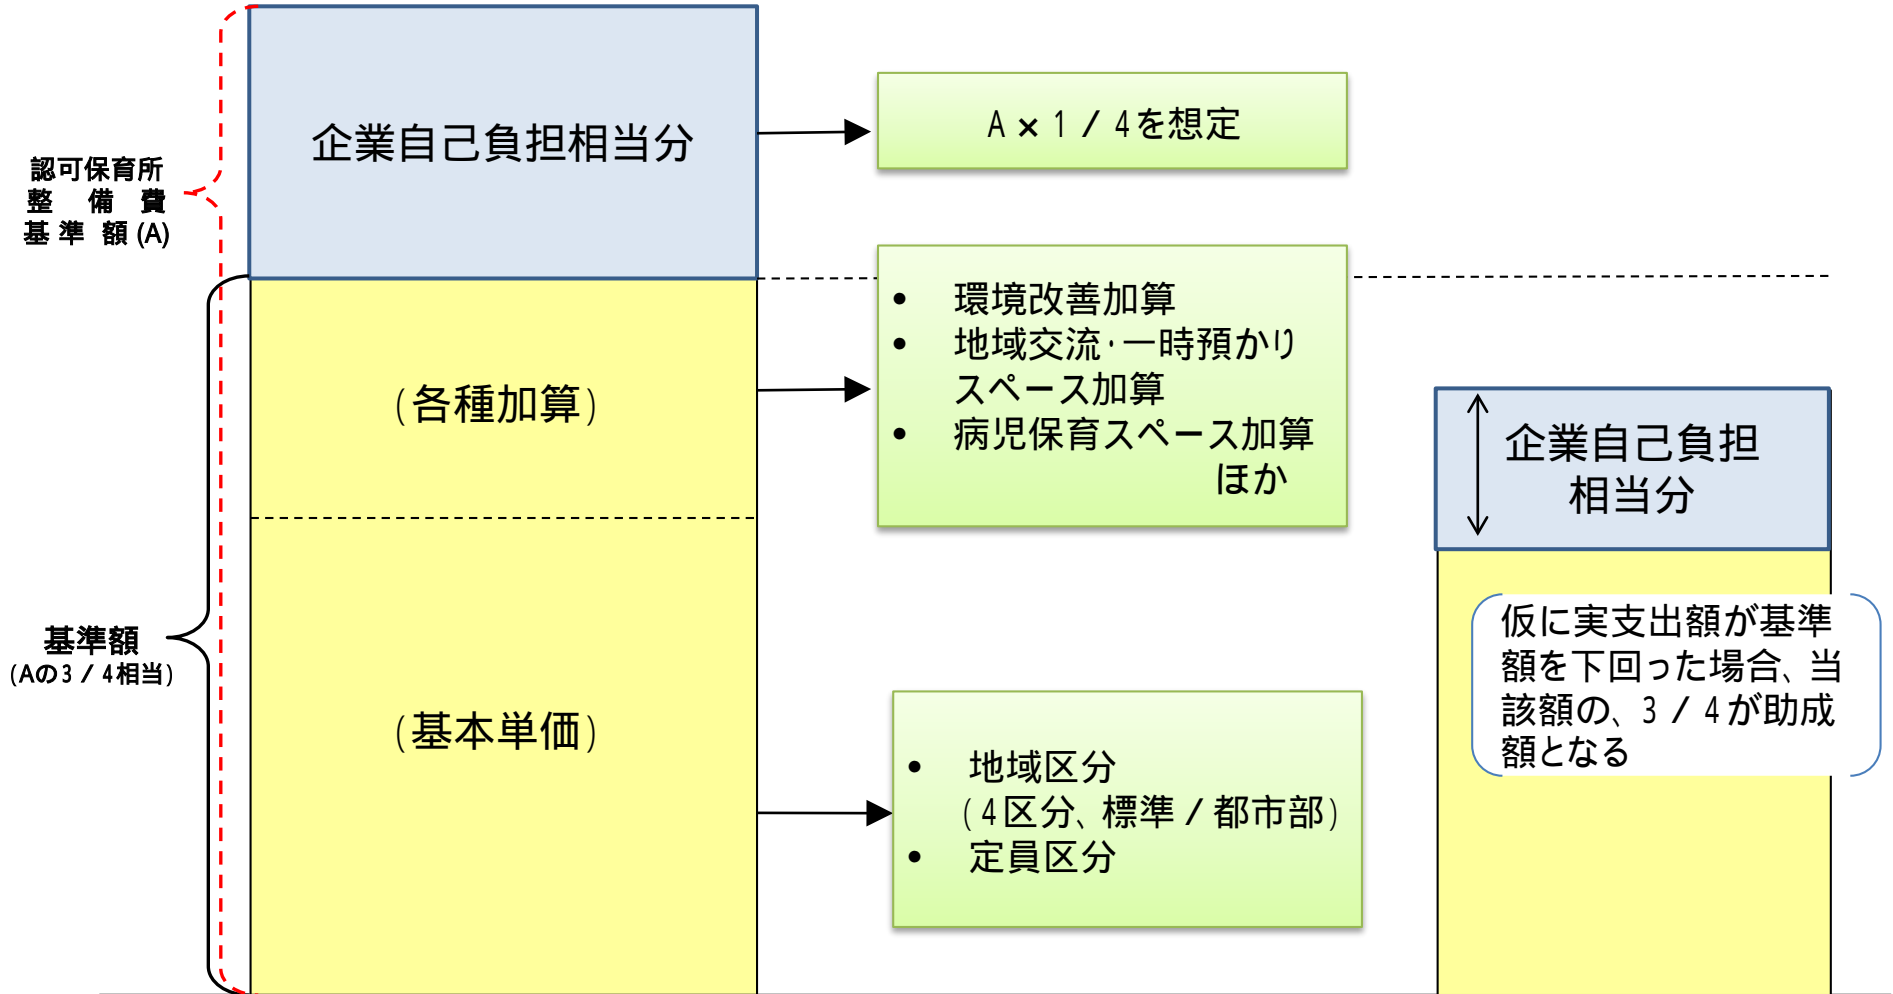 企業自己負担相当分
A × 1 / 4を想定
認可保育所
整 備 費
基 準 額 (A)
• 環境改善加算
• 地域交流・一時預かり
スペース加算
• 病児保育スペース加算
ほか
(各種加算)
企業自己負担
相当分
基準額
(Aの3 / 4相当)
仮に実支出額が基準
額を下回った場合、当
該額の、3 / 4が助成
額となる
(基本単価)
• 地域区分
(4区分、標準 / 都市部)
• 定員区分